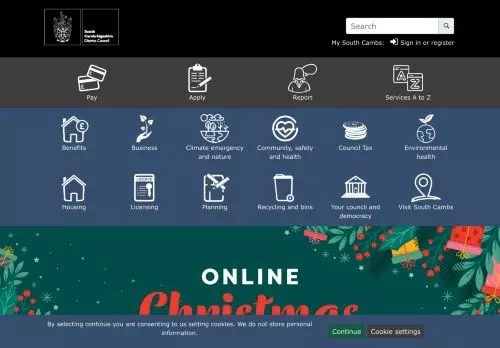 South
Cambridgeshire
District Council
Search
My South Cambs: Sign in or register
Pay
Apply
Report
A
Z
Services A to Z
Benefits
Business
Climate emergency
and nature
Community, safety
and health
Council Tax
Environmental
health
Housing
LICENCE
Licensing
Planning
Recycling and bins
Your council and
democracy
Visit South Cambs
ONLINE
Christmas
By selecting continue you are consenting to us setting cookies. We do not store personal
information.
Continue
Cookie settings